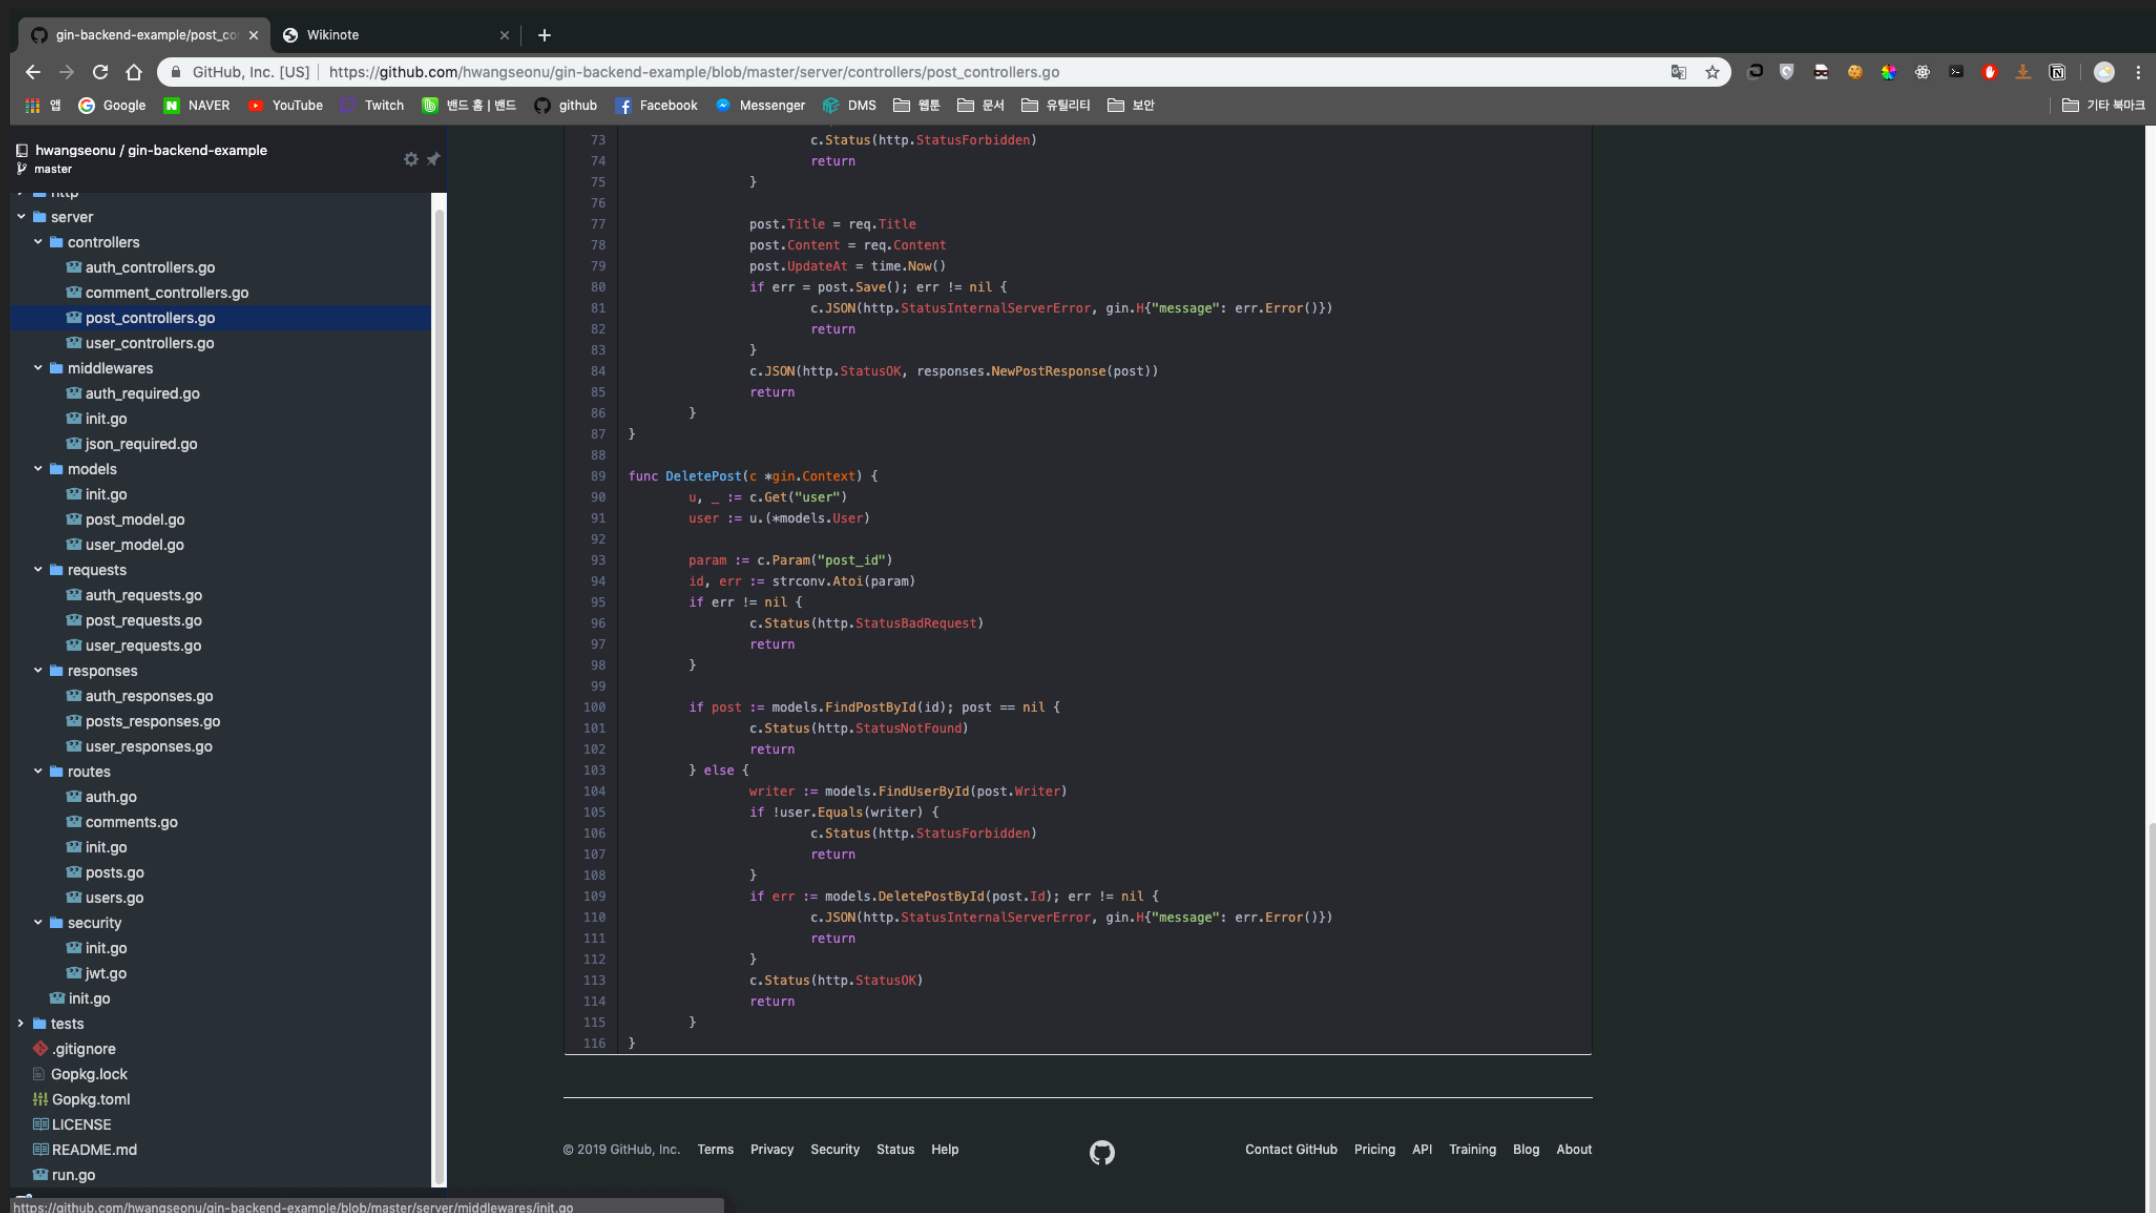 gin-backend-example/post_co
Wikinote
GitHub, Inc. [US] https://github.com/hwangseonu/gin-backend-example/blob/master/server/controllers/post_controllers.go
앱 Google NAVER YouTube Twitch 밴드 홈 | 밴드 github Facebook Messenger DMS 웹툰 문서 유틸리티 보안 기타 북마크
hwangseonu / gin-backend-example
master
http
server
controllers
auth_controllers.go
comment_controllers.go
post_controllers.go
user_controllers.go
middlewares
auth_required.go
init.go
json_required.go
models
init.go
post_model.go
user_model.go
requests
auth_requests.go
post_requests.go
user_requests.go
responses
auth_responses.go
posts_responses.go
user_responses.go
routes
auth.go
comments.go
init.go
posts.go
users.go
security
init.go
jwt.go
init.go
tests
.gitignore
Gopkg.lock
Gopkg.toml
LICENSE
README.md
run.go
https://github.com/hwangseonu/gin-backend-example/blob/master/server/middlewares/init.go
73 c.Status(http.StatusForbidden)
74 return
75 }
76
77 post.Title = req.Title
78 post.Content = req.Content
79 post.UpdateAt = time.Now()
80 if err = post.Save(); err != nil {
81 c.JSON(http.StatusInternalServerError, gin.H{"message": err.Error()})
82 return
83 }
84 c.JSON(http.StatusOK, responses.NewPostResponse(post))
85 return
86 }
87 }
88
89 func DeletePost(c *gin.Context) {
90 u, _ := c.Get("user")
91 user := u.(*models.User)
92
93 param := c.Param("post_id")
94 id, err := strconv.Atoi(param)
95 if err != nil {
96 c.Status(http.StatusBadRequest)
97 return
98 }
99
100 if post := models.FindPostById(id); post == nil {
101 c.Status(http.StatusNotFound)
102 return
103 } else {
104 writer := models.FindUserById(post.Writer)
105 if !user.Equals(writer) {
106 c.Status(http.StatusForbidden)
107 return
108 }
109 if err := models.DeletePostById(post.Id); err != nil {
110 c.JSON(http.StatusInternalServerError, gin.H{"message": err.Error()})
111 return
112 }
113 c.Status(http.StatusOK)
114 return
115 }
116 }
© 2019 GitHub, Inc. Terms Privacy Security Status Help Contact GitHub Pricing API Training Blog About